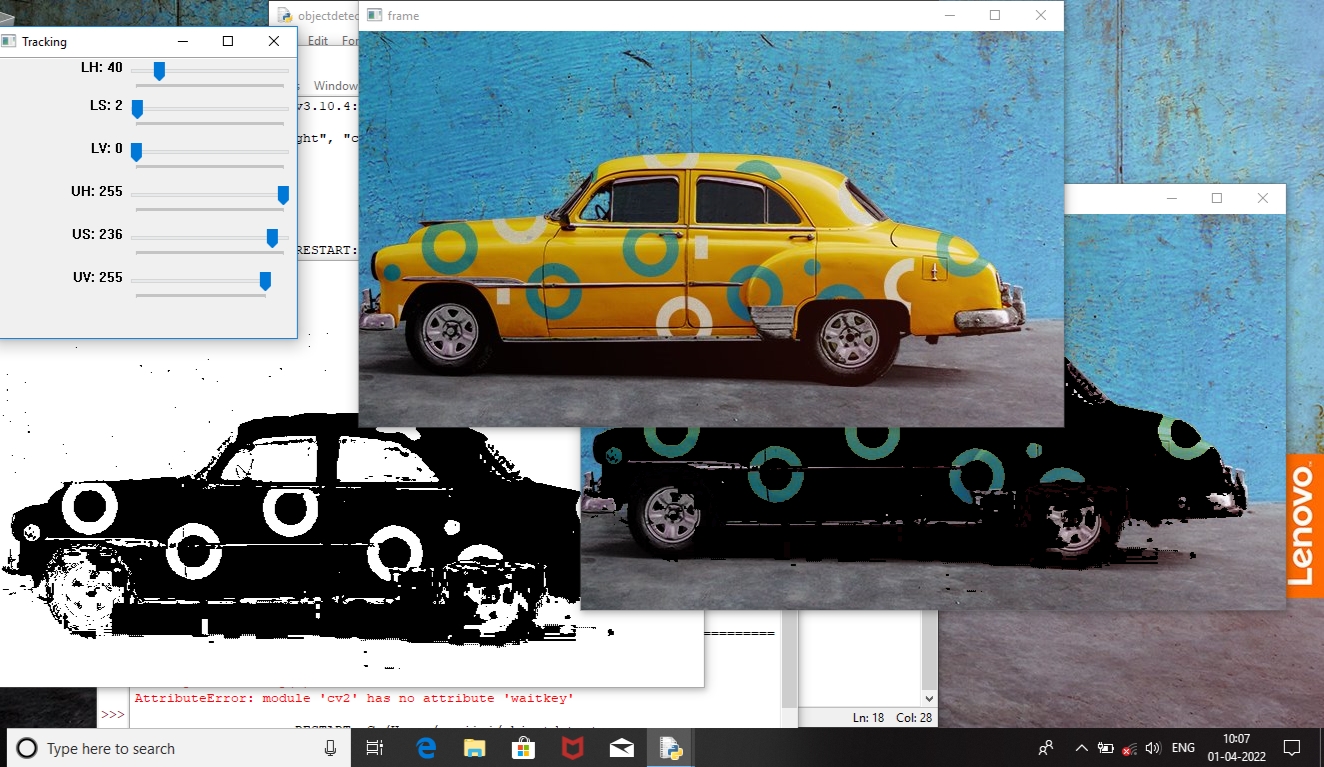 objectdetec
frame
Tracking
Edit
Window
LH: 40
LS: 2
LV: 0
UH: 255
US: 236
UV: 255
v3.10.4:
ght", "c
RESTART:
Lenovo
===========
AttributeError: module 'cv2' has no attribute 'waitkey'
>>>
Ln: 18 Col: 28
Type here to search
ENG
10:07
01-04-2022